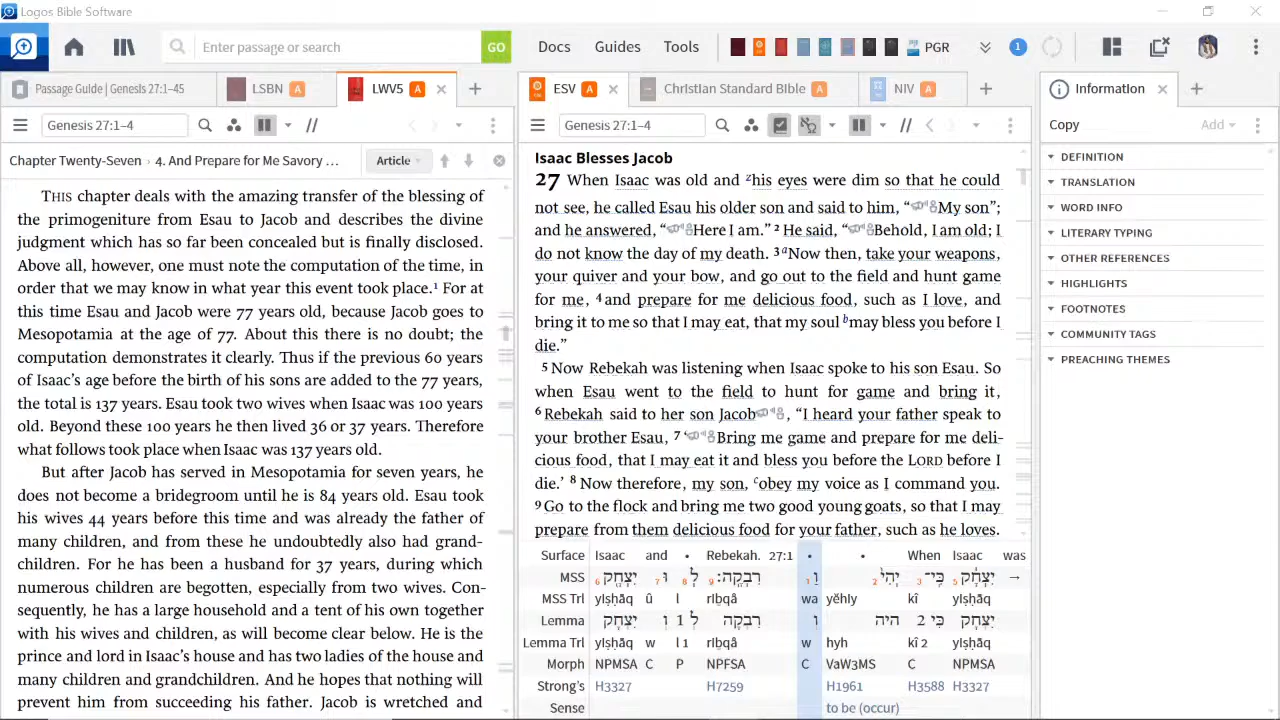 Logos Bible Software
Enter passage or search
GO
Docs
Guides
Tools
PGR
1
Passage Guide | Genesis 27:1–45
LSBN A
LWV5 A
ESV A
Christian Standard Bible A
NIV A
Information
Genesis 27:1–4
Chapter Twenty-Seven › 4. And Prepare for Me Savory …
Article
THIS chapter deals with the amazing transfer of the blessing of
the primogeniture from Esau to Jacob and describes the divine
judgment which has so far been concealed but is finally disclosed.
Above all, however, one must note the computation of the time, in
order that we may know in what year this event took place.¹ For at
this time Esau and Jacob were 77 years old, because Jacob goes to
Mesopotamia at the age of 77. About this there is no doubt; the
computation demonstrates it clearly. Thus if the previous 60 years
of Isaac’s age before the birth of his sons are added to the 77 years,
the total is 137 years. Esau took two wives when Isaac was 100 years
old. Beyond these 100 years he then lived 36 or 37 years. Therefore
what follows took place when Isaac was 137 years old.
But after Jacob has served in Mesopotamia for seven years, he
does not become a bridegroom until he is 84 years old. Esau took
his wives 44 years before this time and was already the father of
many children, and from these he undoubtedly also had grand-
children. For he has been a husband for 37 years, during which
numerous children are begotten, especially from two wives. Con-
sequently, he has a large household and a tent of his own together
with his wives and children, as will become clear below. He is the
prince and lord in Isaac’s house and has two ladies of the house and
many children and grandchildren. And he hopes that nothing will
prevent him from succeeding his father. Jacob is wretched and
Genesis 27:1–4
Isaac Blesses Jacob
27 When Isaac was old and ᶻhis eyes were dim so that he could
not see, he called Esau his older son and said to him, “My son”;
and he answered, “Here I am.” ² He said, “Behold, I am old; I
do not know the day of my death. ³ ᵃNow then, take your weapons,
your quiver and your bow, and go out to the field and hunt game
for me, ⁴ and prepare for me delicious food, such as I love, and
bring it to me so that I may eat, that my soul ᵇmay bless you before I
die.”
⁵ Now Rebekah was listening when Isaac spoke to his son Esau. So
when Esau went to the field to hunt for game and bring it,
⁶ Rebekah said to her son Jacob, “I heard your father speak to
your brother Esau, ⁷ ‘Bring me game and prepare for me deli-
cious food, that I may eat it and bless you before the LORD before I
die.’ ⁸ Now therefore, my son, ᶜobey my voice as I command you.
⁹ Go to the flock and bring me two good young goats, so that I may
prepare from them delicious food for your father, such as he loves.
Surface Isaac and • Rebekah. 27:1 • • When Isaac was
MSS 6 יִצְחָ֖ק 7 וּ 8 לְ 9 רִבְקָֽה׃ 1 וַ 2 יְהִי֙ 3 כִּי־ 5 יִצְחָ֔ק →
MSS Trl yiṣḥāq û l riḇqâ wa yĕhiy kî yiṣḥāq
Lemma יִצְחָק וְ לְ 1 רִבְקָה וְ היה כִּי 2 יִצְחָק
Lemma Trl yiṣḥāq w l 1 riḇqâ w hyh kî 2 yiṣḥāq
Morph NPMSA C P NPFSA C VaW3MS C NPMSA
Strong’s H3327 H7259 H1961 H3588 H3327
Sense to be (occur)
Copy
Add
DEFINITION
TRANSLATION
WORD INFO
LITERARY TYPING
OTHER REFERENCES
HIGHLIGHTS
FOOTNOTES
COMMUNITY TAGS
PREACHING THEMES